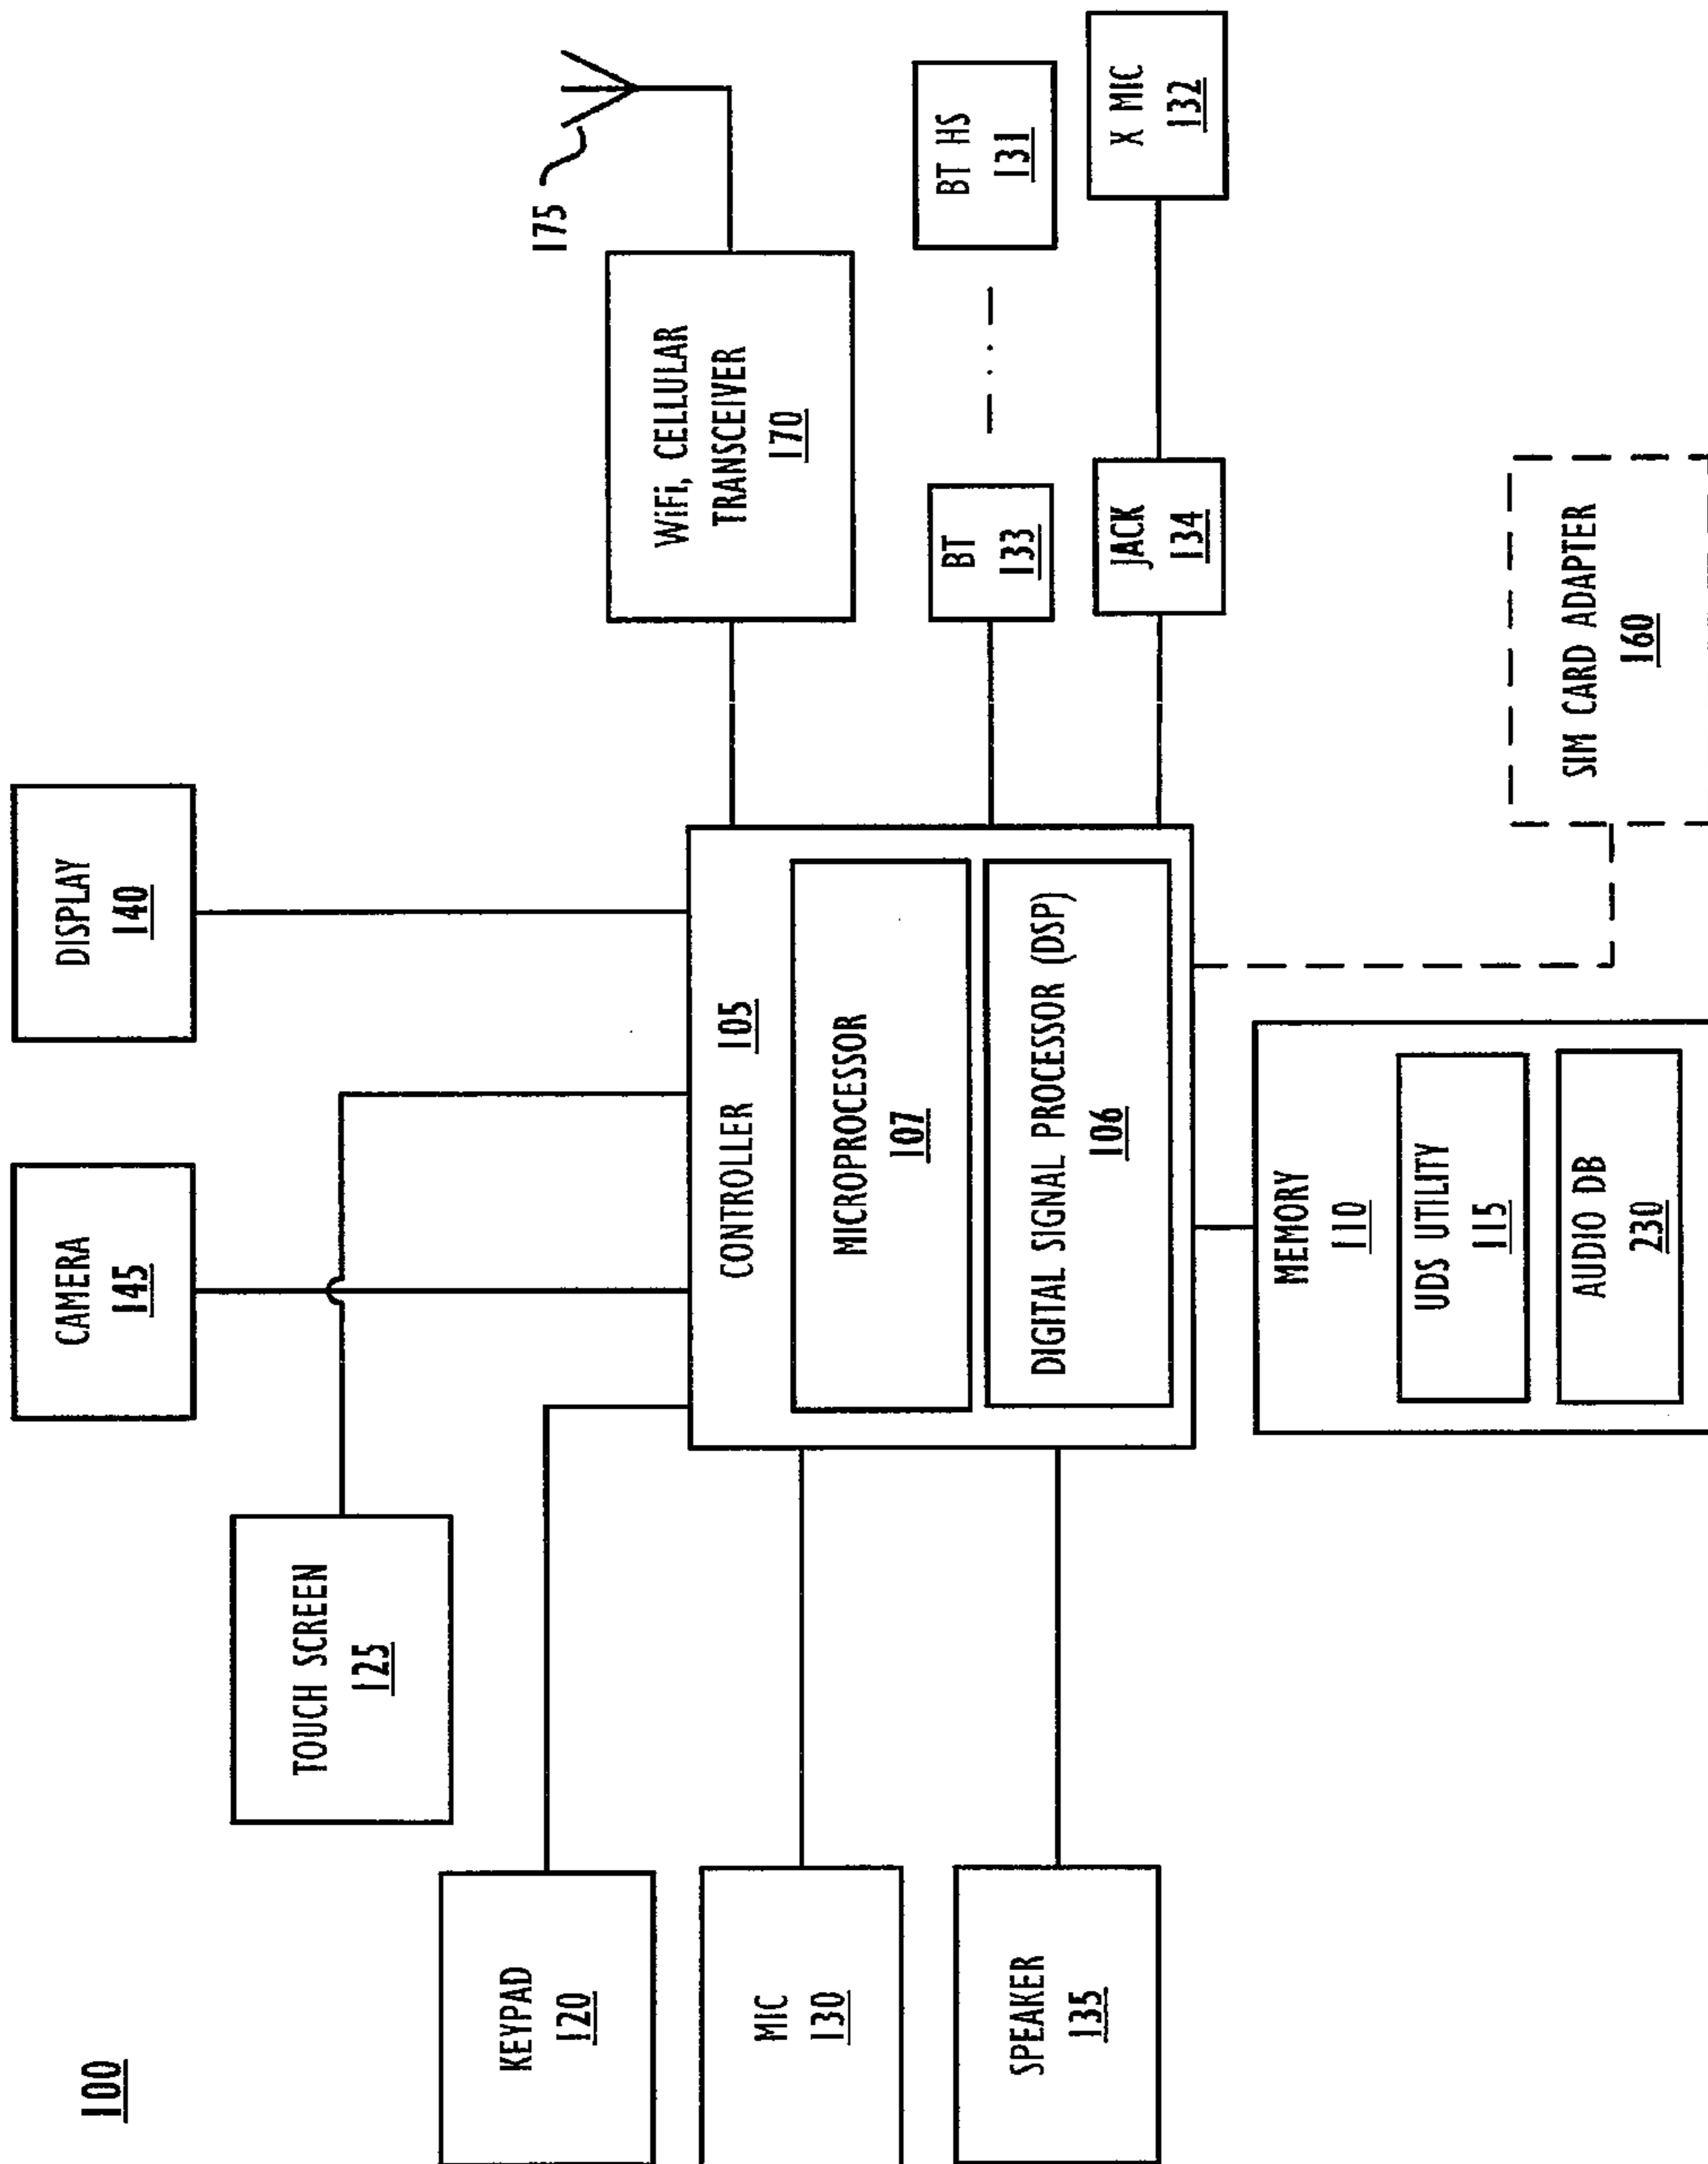 100
KEYPAD
120
MIC
130
SPEAKER
135
TOUCH SCREEN
125
CAMERA
145
DISPLAY
140
CONTROLLER 105
MICROPROCESSOR
107
DIGITAL SIGNAL PROCESSOR (DSP)
106
MEMORY
110
UDS UTILITY
115
AUDIO DB
230
WiFi, CELLULAR
TRANSCEIVER
170
175
BT
133
BT HS
131
JACK
134
X MIC
132
SIM CARD ADAPTER
160